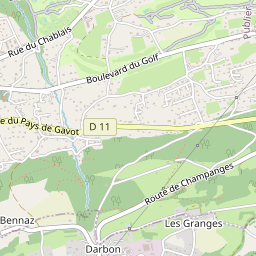 Rue du Chablais
Publier
Boulevard du Golf
e du Pays de Gavot
D 11
Route de Champanges
Bennaz
Les Granges
Darbon